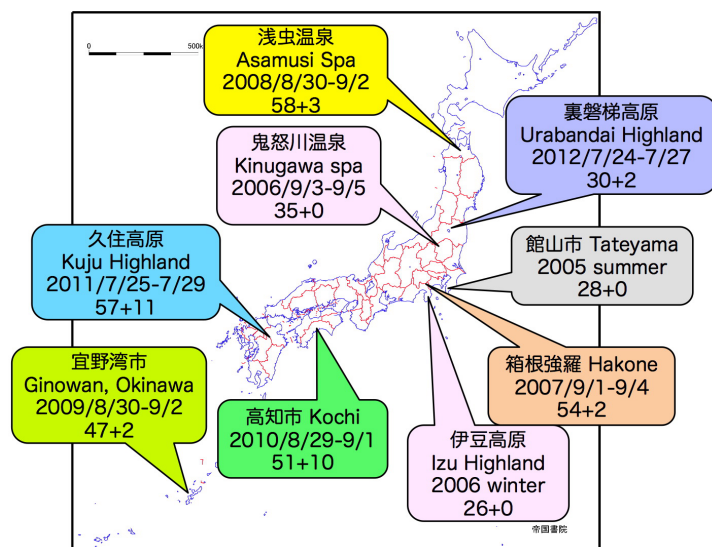 0
500k
浅虫温泉
Asamusi Spa
2008/8/30-9/2
58+3
裏磐梯高原
Urabandai Highland
2012/7/24-7/27
30+2
鬼怒川温泉
Kinugawa spa
2006/9/3-9/5
35+0
久住高原
Kuju Highland
2011/7/25-7/29
57+11
館山市 Tateyama
2005 summer
28+0
宜野湾市
Ginowan, Okinawa
2009/8/30-9/2
47+2
高知市 Kochi
2010/8/29-9/1
51+10
箱根強羅 Hakone
2007/9/1-9/4
54+2
伊豆高原
Izu Highland
2006 winter
26+0
帝国書院